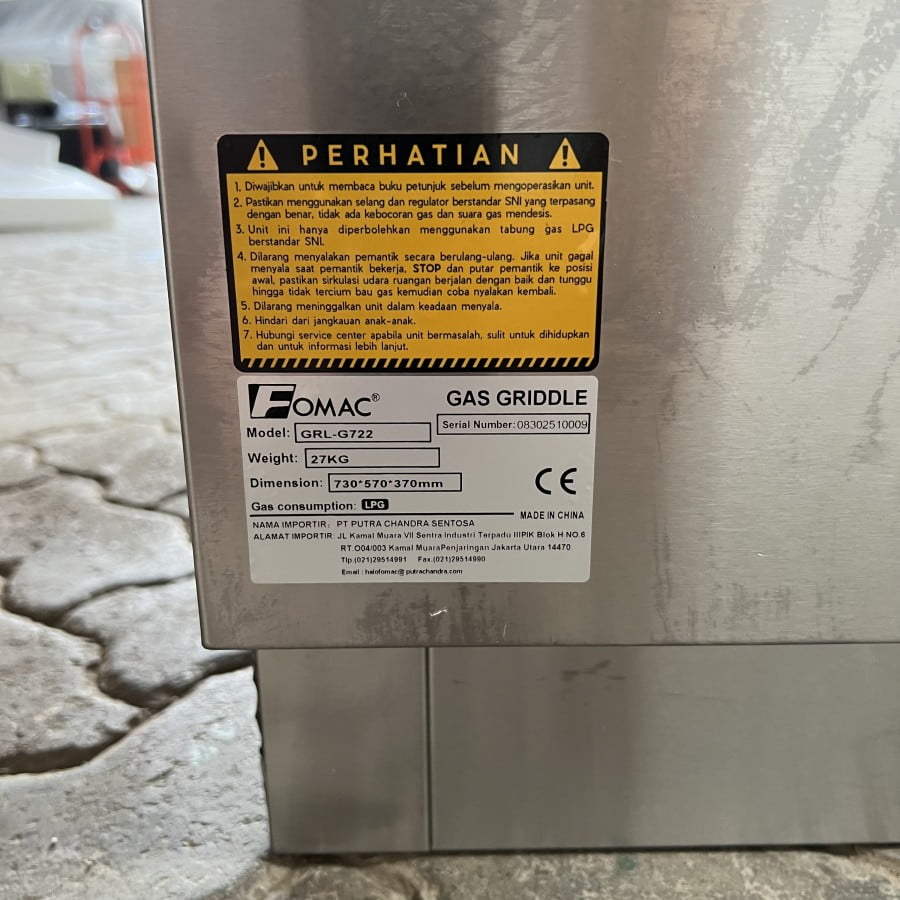 PERHATIAN
1. Diwajibkan untuk membaca buku petunjuk sebelum mengoperasikan unit.
2. Pastikan menggunakan selang dan regulator berstandar SNI yang terpasang
dengan benar, tidak ada kebocoran gas dan suara gas mendesis.
3. Unit ini hanya diperbolehkan menggunakan tabung gas LPG
berstandar SNI.
4. Dilarang menyalakan pemantik secara berulang-ulang. Jika unit gagal
menyala saat pemantik bekerja, STOP dan putar pemantik ke posisi
awal, pastikan sirkulasi udara ruangan berjalan dengan baik dan tunggu
hingga tidak tercium bau gas kemudian coba nyalakan kembali.
5. Dilarang meninggalkan unit dalam keadaan menyala.
6. Hindari dari jangkauan anak-anak.
7. Hubungi service center apabila unit bermasalah, sulit untuk dihidupkan
dan untuk informasi lebih lanjut.
FOMAC® GAS GRIDDLE
Serial Number: 08302510009
Model: GRL-G722
Weight: 27KG
Dimension: 730*570*370mm
CE
Gas consumption: LPG
MADE IN CHINA
NAMA IMPORTIR: PT PUTRA CHANDRA SENTOSA
ALAMAT IMPORTIR: JL Kamal Muara VII Sentra Industri Terpadu IIIPIK Blok H NO.6
RT.004/003 Kamal MuaraPenjaringan Jakarta Utara 14470
Tlp.(021)29514991 Fax.(021)29514990
Email : halofomac@putrachandra.com